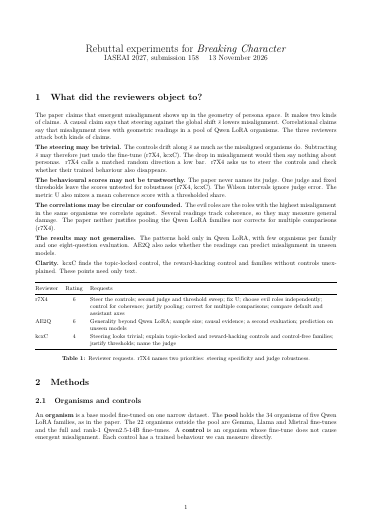 Rebuttal experiments for Breaking Character
IASEAI 2027, submission 158    13 November 2026
1 What did the reviewers object to?
The paper claims that emergent misalignment shows up in the geometry of persona space. It makes two kinds
of claims. A causal claim says that steering against the global shift s̄ lowers misalignment. Correlational claims
say that misalignment rises with geometric readings in a pool of Qwen LoRA organisms. The three reviewers
attack both kinds of claims.
The steering may be trivial. The controls drift along s̄ as much as the misaligned organisms do. Subtracting
s̄ may therefore just undo the fine-tune (r7X4, kcxC). The drop in misalignment would then say nothing about
personas. r7X4 calls a matched random direction a low bar. r7X4 asks us to steer the controls and check
whether their trained behaviour also disappears.
The behavioural scores may not be trustworthy. The paper never names its judge. One judge and fixed
thresholds leave the scores untested for robustness (r7X4, kcxC). The Wilson intervals ignore judge error. The
metric U also mixes a mean coherence with a thresholded share.
The correlations may be circular or confounded. The evil roles are the roles with the highest misalignment
in the same organisms we correlate against. Several readings track coherence, so they may measure general
damage. The paper neither justifies pooling the Qwen families nor corrects for multiple comparisons
(r7X4).
The results may not generalise. The patterns hold only in Qwen LoRA, with few organisms per family
and one eight-question evaluation. AE2Q also asks whether the readings can predict misalignment in unseen
models.
Clarity. kcxC finds the topic-locked control, the reward-hacking control and families without controls unex-
plained. These points need only text.
Reviewer Rating Requests
r7X4 6 Steer the controls; second judge and threshold sweep; fix U; choose evil roles independently;
control for coherence; justify pooling; correct for multiple comparisons; compare default and
assistant axes
AE2Q 6 Generality beyond Qwen LoRA; sample size; causal evidence; a second evaluation; prediction on
unseen models
kcxC 4 Steering looks trivial; explain topic-locked and reward-hacking controls and control-free families;
justify thresholds; name the judge
Table 1: Reviewer requests. r7X4 names two priorities: steering specificity and judge robustness.
2 Methods
2.1 Organisms and controls
An organism is a base model fine-tuned on one narrow dataset. The pool holds the 34 organisms of five Qwen
LoRA families, as in the paper. The 22 organisms outside the pool are Gemma, Llama and Mistral fine-tunes
and the full and rank-1 Qwen2.5-14B fine-tunes. A control is an organism whose fine-tune does not cause
emergent misalignment. Each control has a trained behaviour we can measure directly.
1